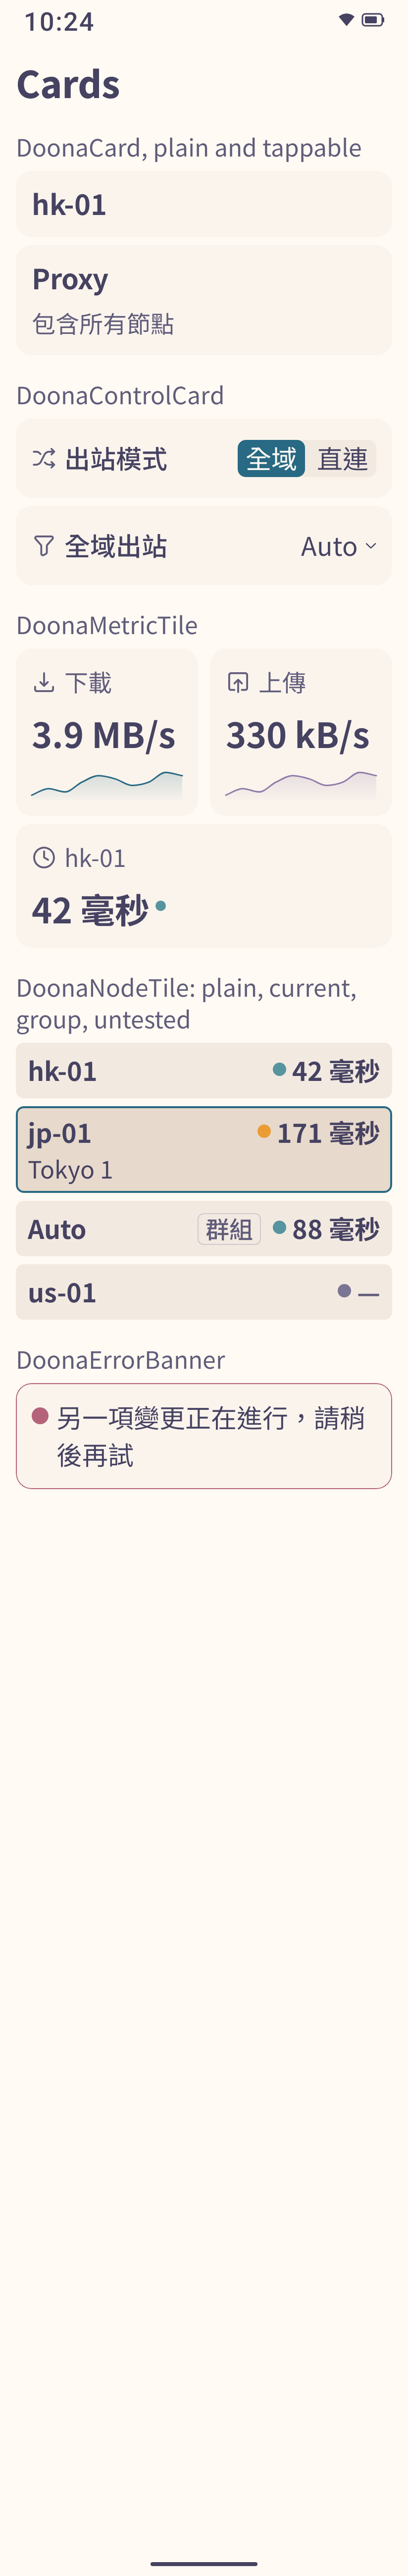 10:24
Cards
DoonaCard, plain and tappable
hk-01
Proxy
包含所有節點
DoonaControlCard
出站模式 全域 直連
全域出站 Auto
DoonaMetricTile
下載 上傳
3.9 MB/s 330 kB/s
hk-01
42 毫秒
DoonaNodeTile: plain, current,
group, untested
hk-01 42 毫秒
jp-01 171 毫秒
Tokyo 1
Auto 群組 88 毫秒
us-01 —
DoonaErrorBanner
另一項變更正在進行，請稍
後再試